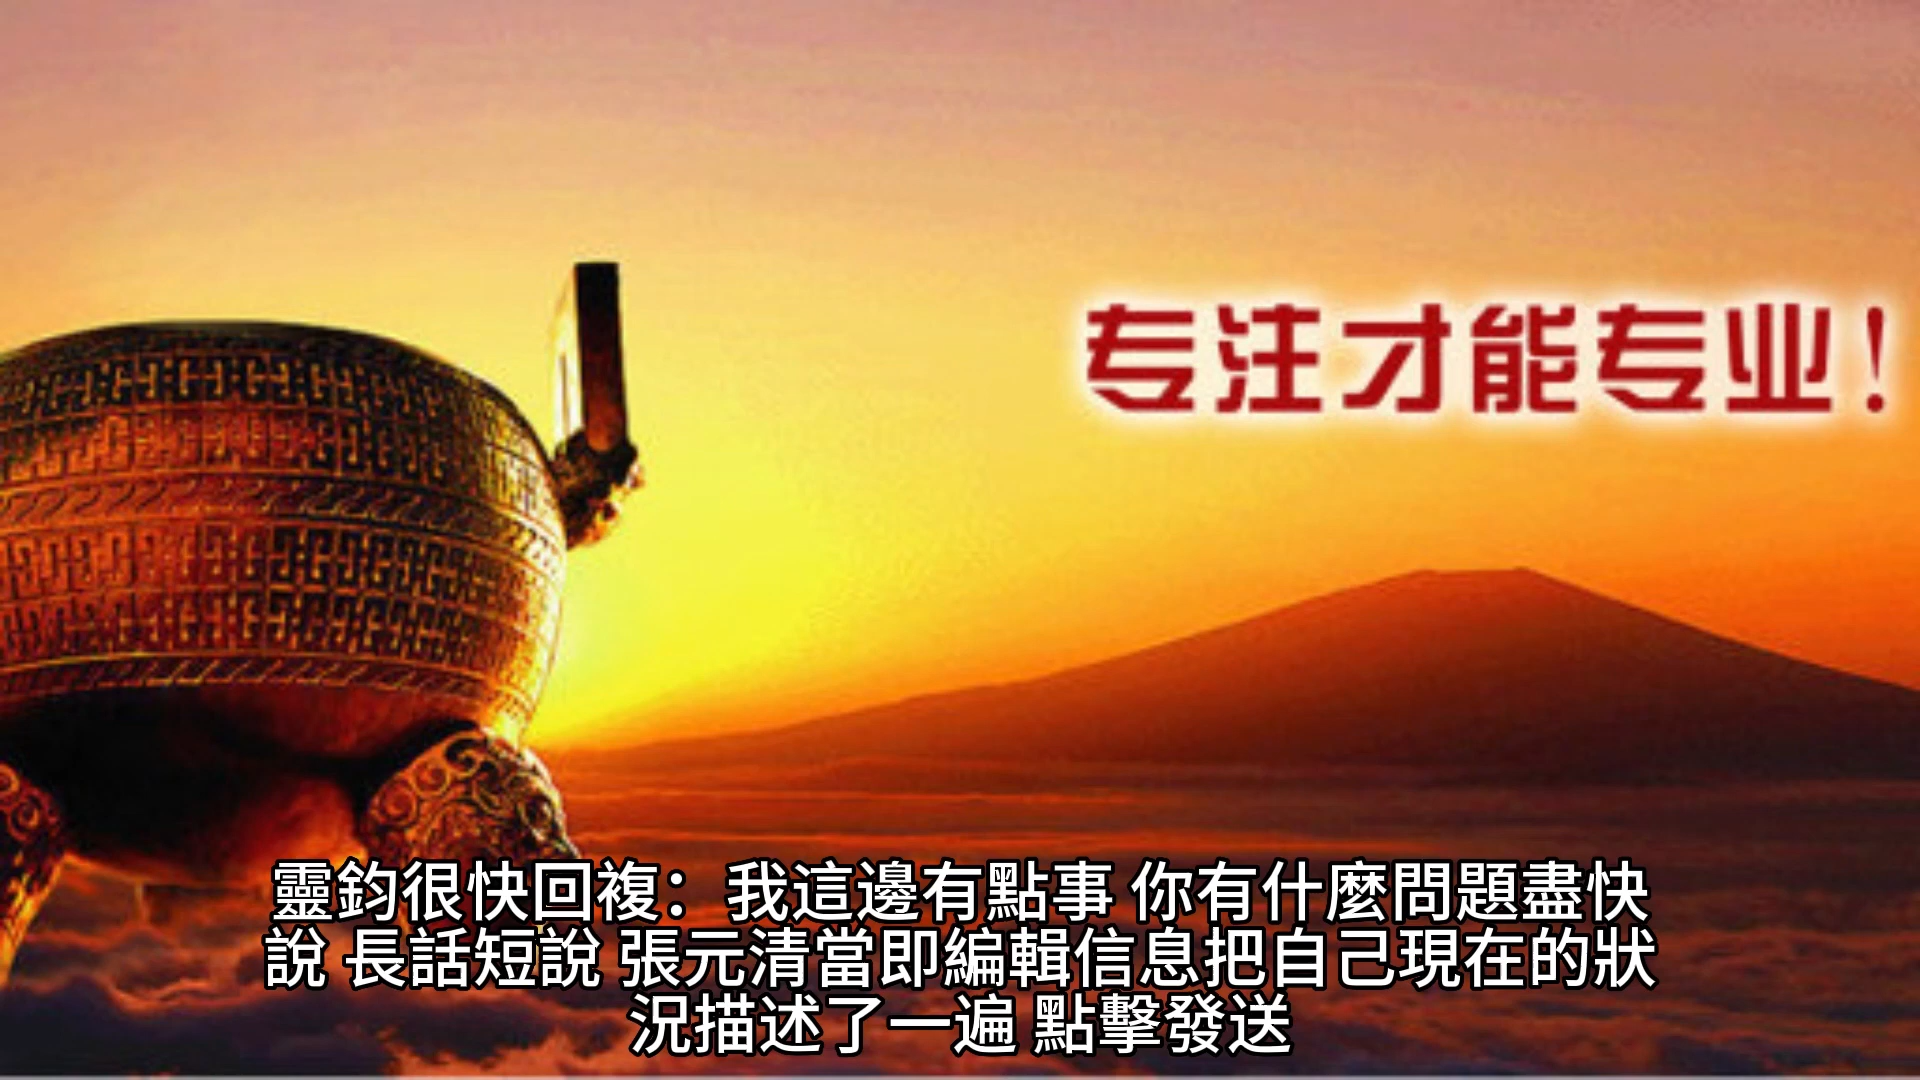 专注才能专业！
靈鈞很快回複：我這邊有點事 你有什麼問題盡快
說 長話短說 張元清當即編輯信息把自己現在的狀
況描述了一遍 點擊發送